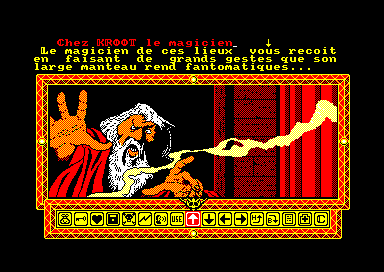 Chez KROOT le magicien
Le magicien de ces lieux vous recoit
en faisant de grands gestes que son
large manteau rend fantomatiques...
USE